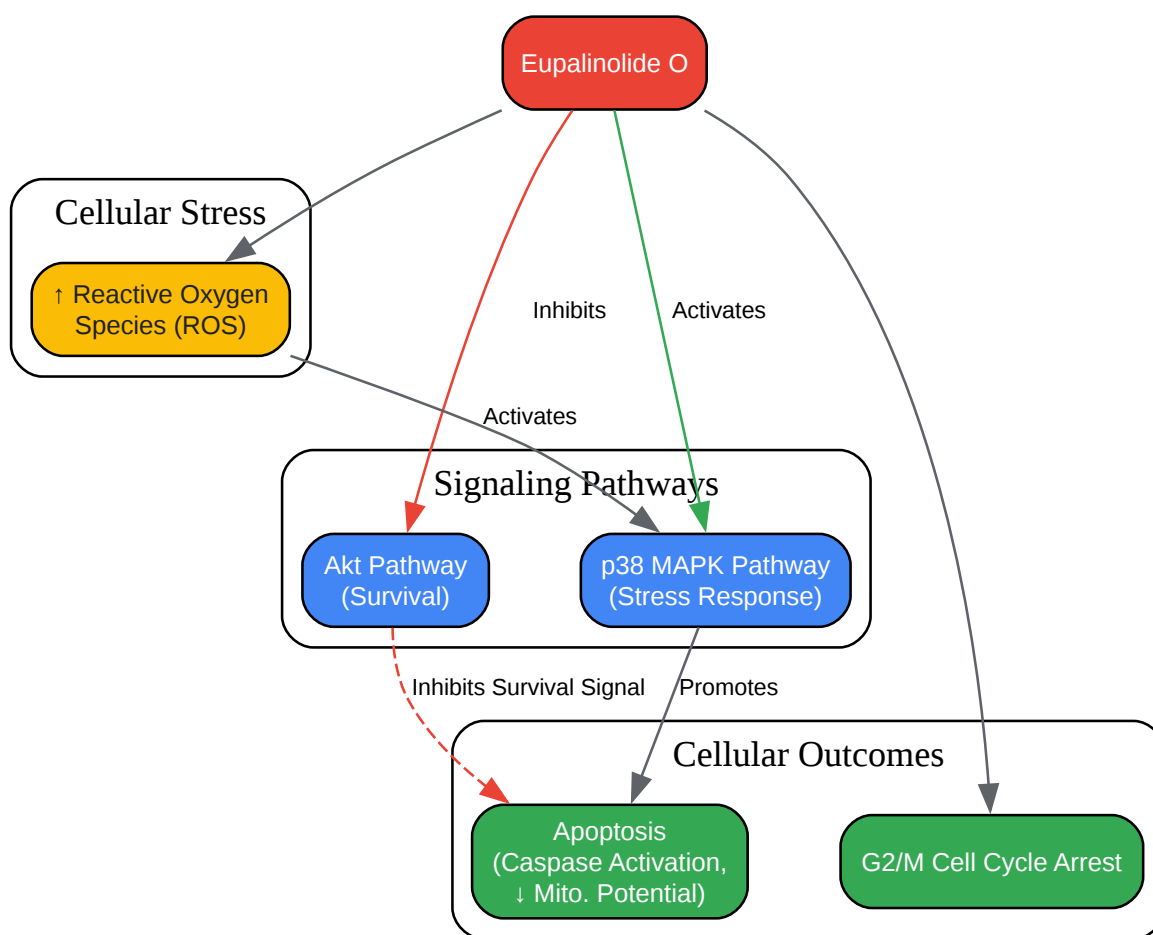 Eupalinolide O
Cellular Stress
↑ Reactive Oxygen
Species (ROS)
Inhibits
Activates
Activates
Signaling Pathways
Akt Pathway
(Survival)
p38 MAPK Pathway
(Stress Response)
Inhibits Survival Signal
Promotes
Cellular Outcomes
Apoptosis
(Caspase Activation,
↓ Mito. Potential)
G2/M Cell Cycle Arrest